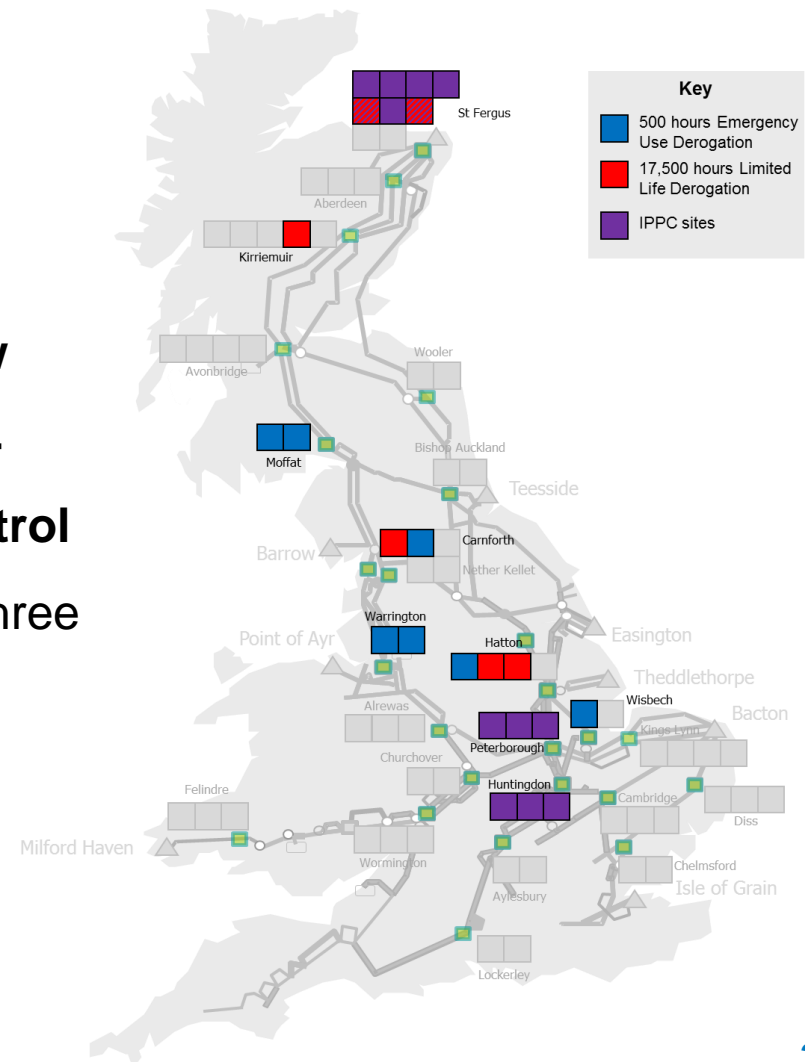 Key
500 hours Emergency
Use Derogation
17,500 hours Limited
Life Derogation
IPPC sites
St Fergus
Aberdeen
Kirriemuir
Avonbridge
Wooler
Moffat
Bishop Auckland
Teesside
Carnforth
trol
Barrow
Nether Kellet
hree
Warrington
Point of Ayr
Hatton
Easington
Theddlethorpe
Wisbech
Bacton
Alrewas
Peterborough
Kings Lynn
Churchover
Huntingdon
Felindre
Cambridge
Diss
Milford Haven
Wormington
Chelmsford
Isle of Grain
Aylesbury
Lockerley